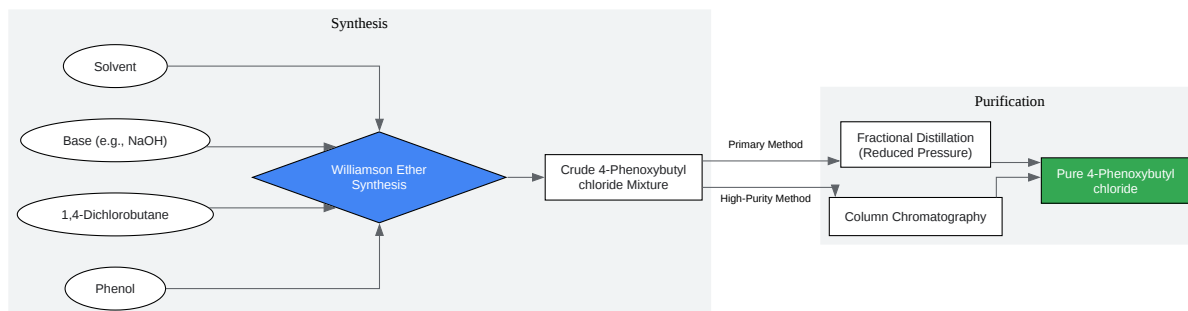 Synthesis
Solvent
Base (e.g., NaOH)
1,4-Dichlorobutane
Phenol
Williamson Ether
Synthesis
Crude 4-Phenoxybutyl
chloride Mixture
Primary Method
High-Purity Method
Purification
Fractional Distillation
(Reduced Pressure)
Column Chromatography
Pure 4-Phenoxybutyl
chloride